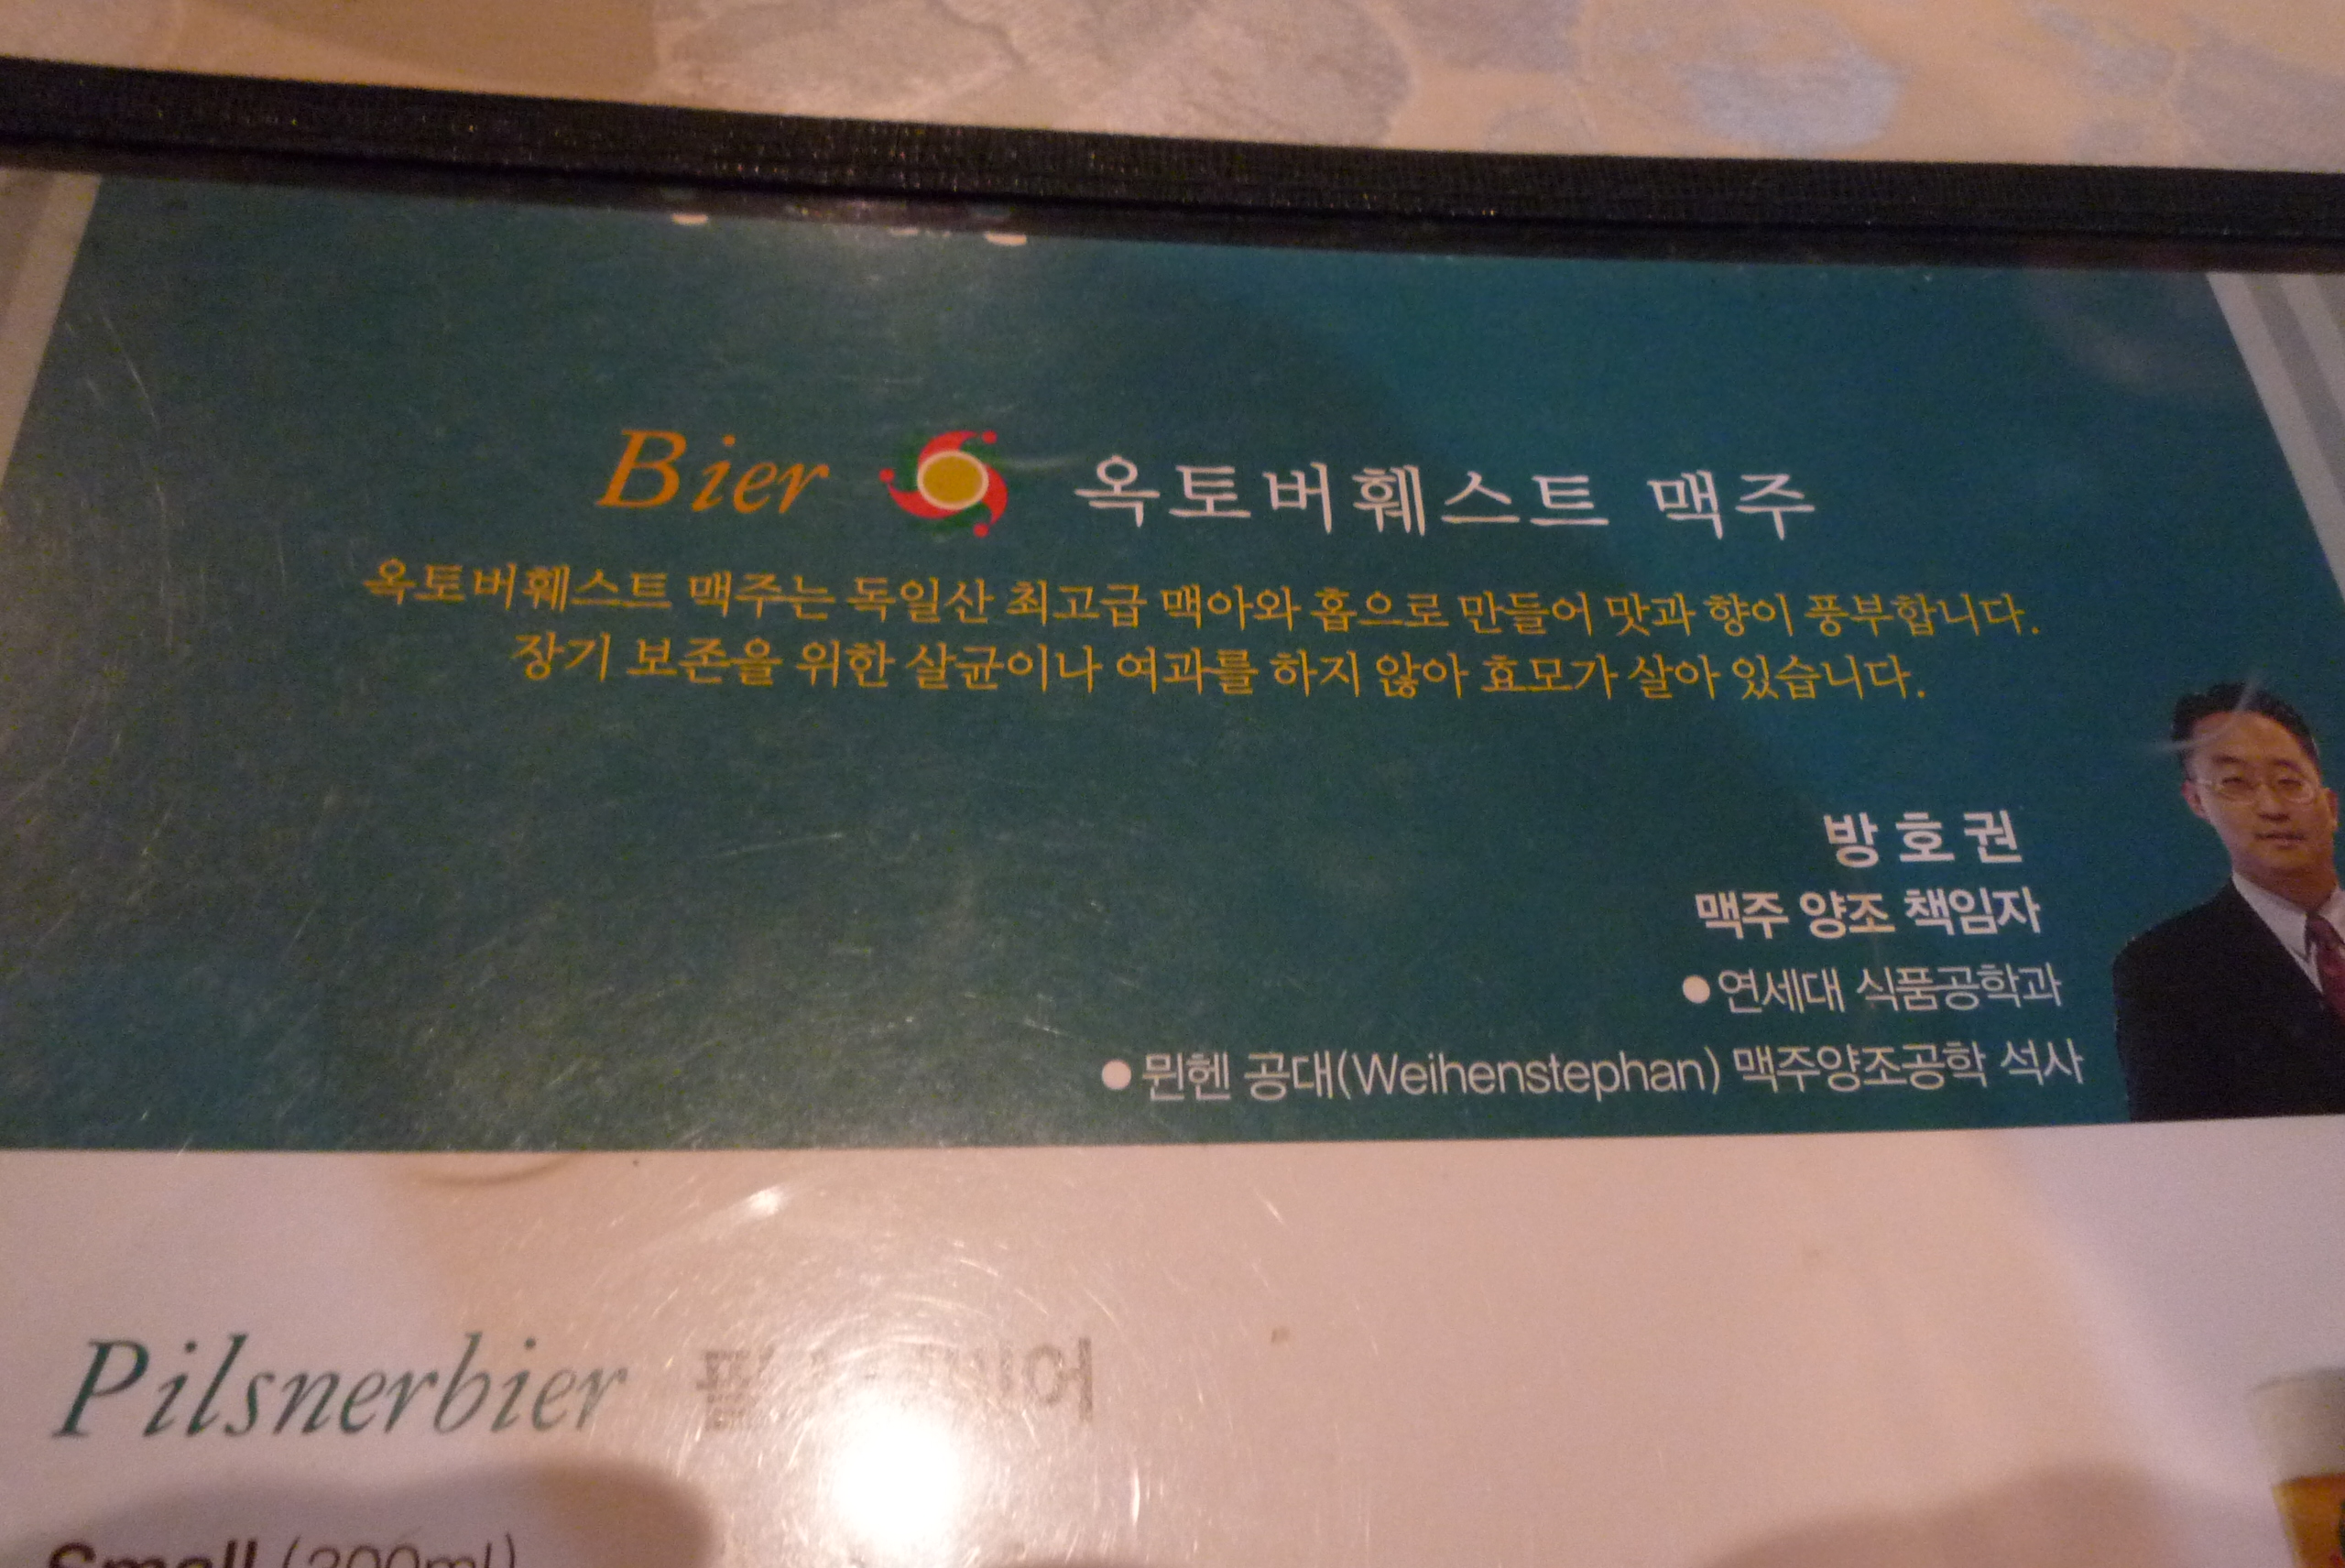 Bier 옥토버훼스트 맥주
옥토버훼스트 맥주는 독일산 최고급 맥아와 홉으로 만들어 맛과 향이 풍부합니다.
장기 보존을 위한 살균이나 여과를 하지 않아 효모가 살아 있습니다.
방호권
맥주 양조 책임자
●연세대 식품공학과
●뮌헨 공대(Weihenstephan) 맥주양조공학 석사
Pilsnerbier
Small (300ml)